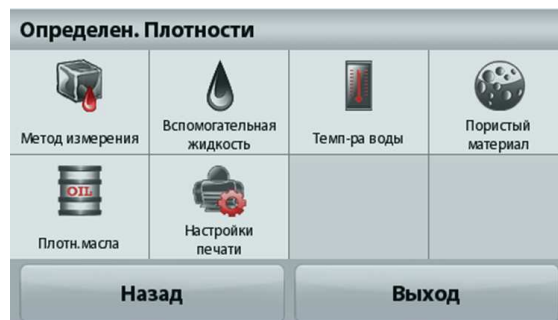 Определен. Плотности
Метод измерения
Вспомогательная
жидкость
Темп-ра воды
Пористый
материал
OIL
Плотн.масла
Настройки
печати
Назад
Выход